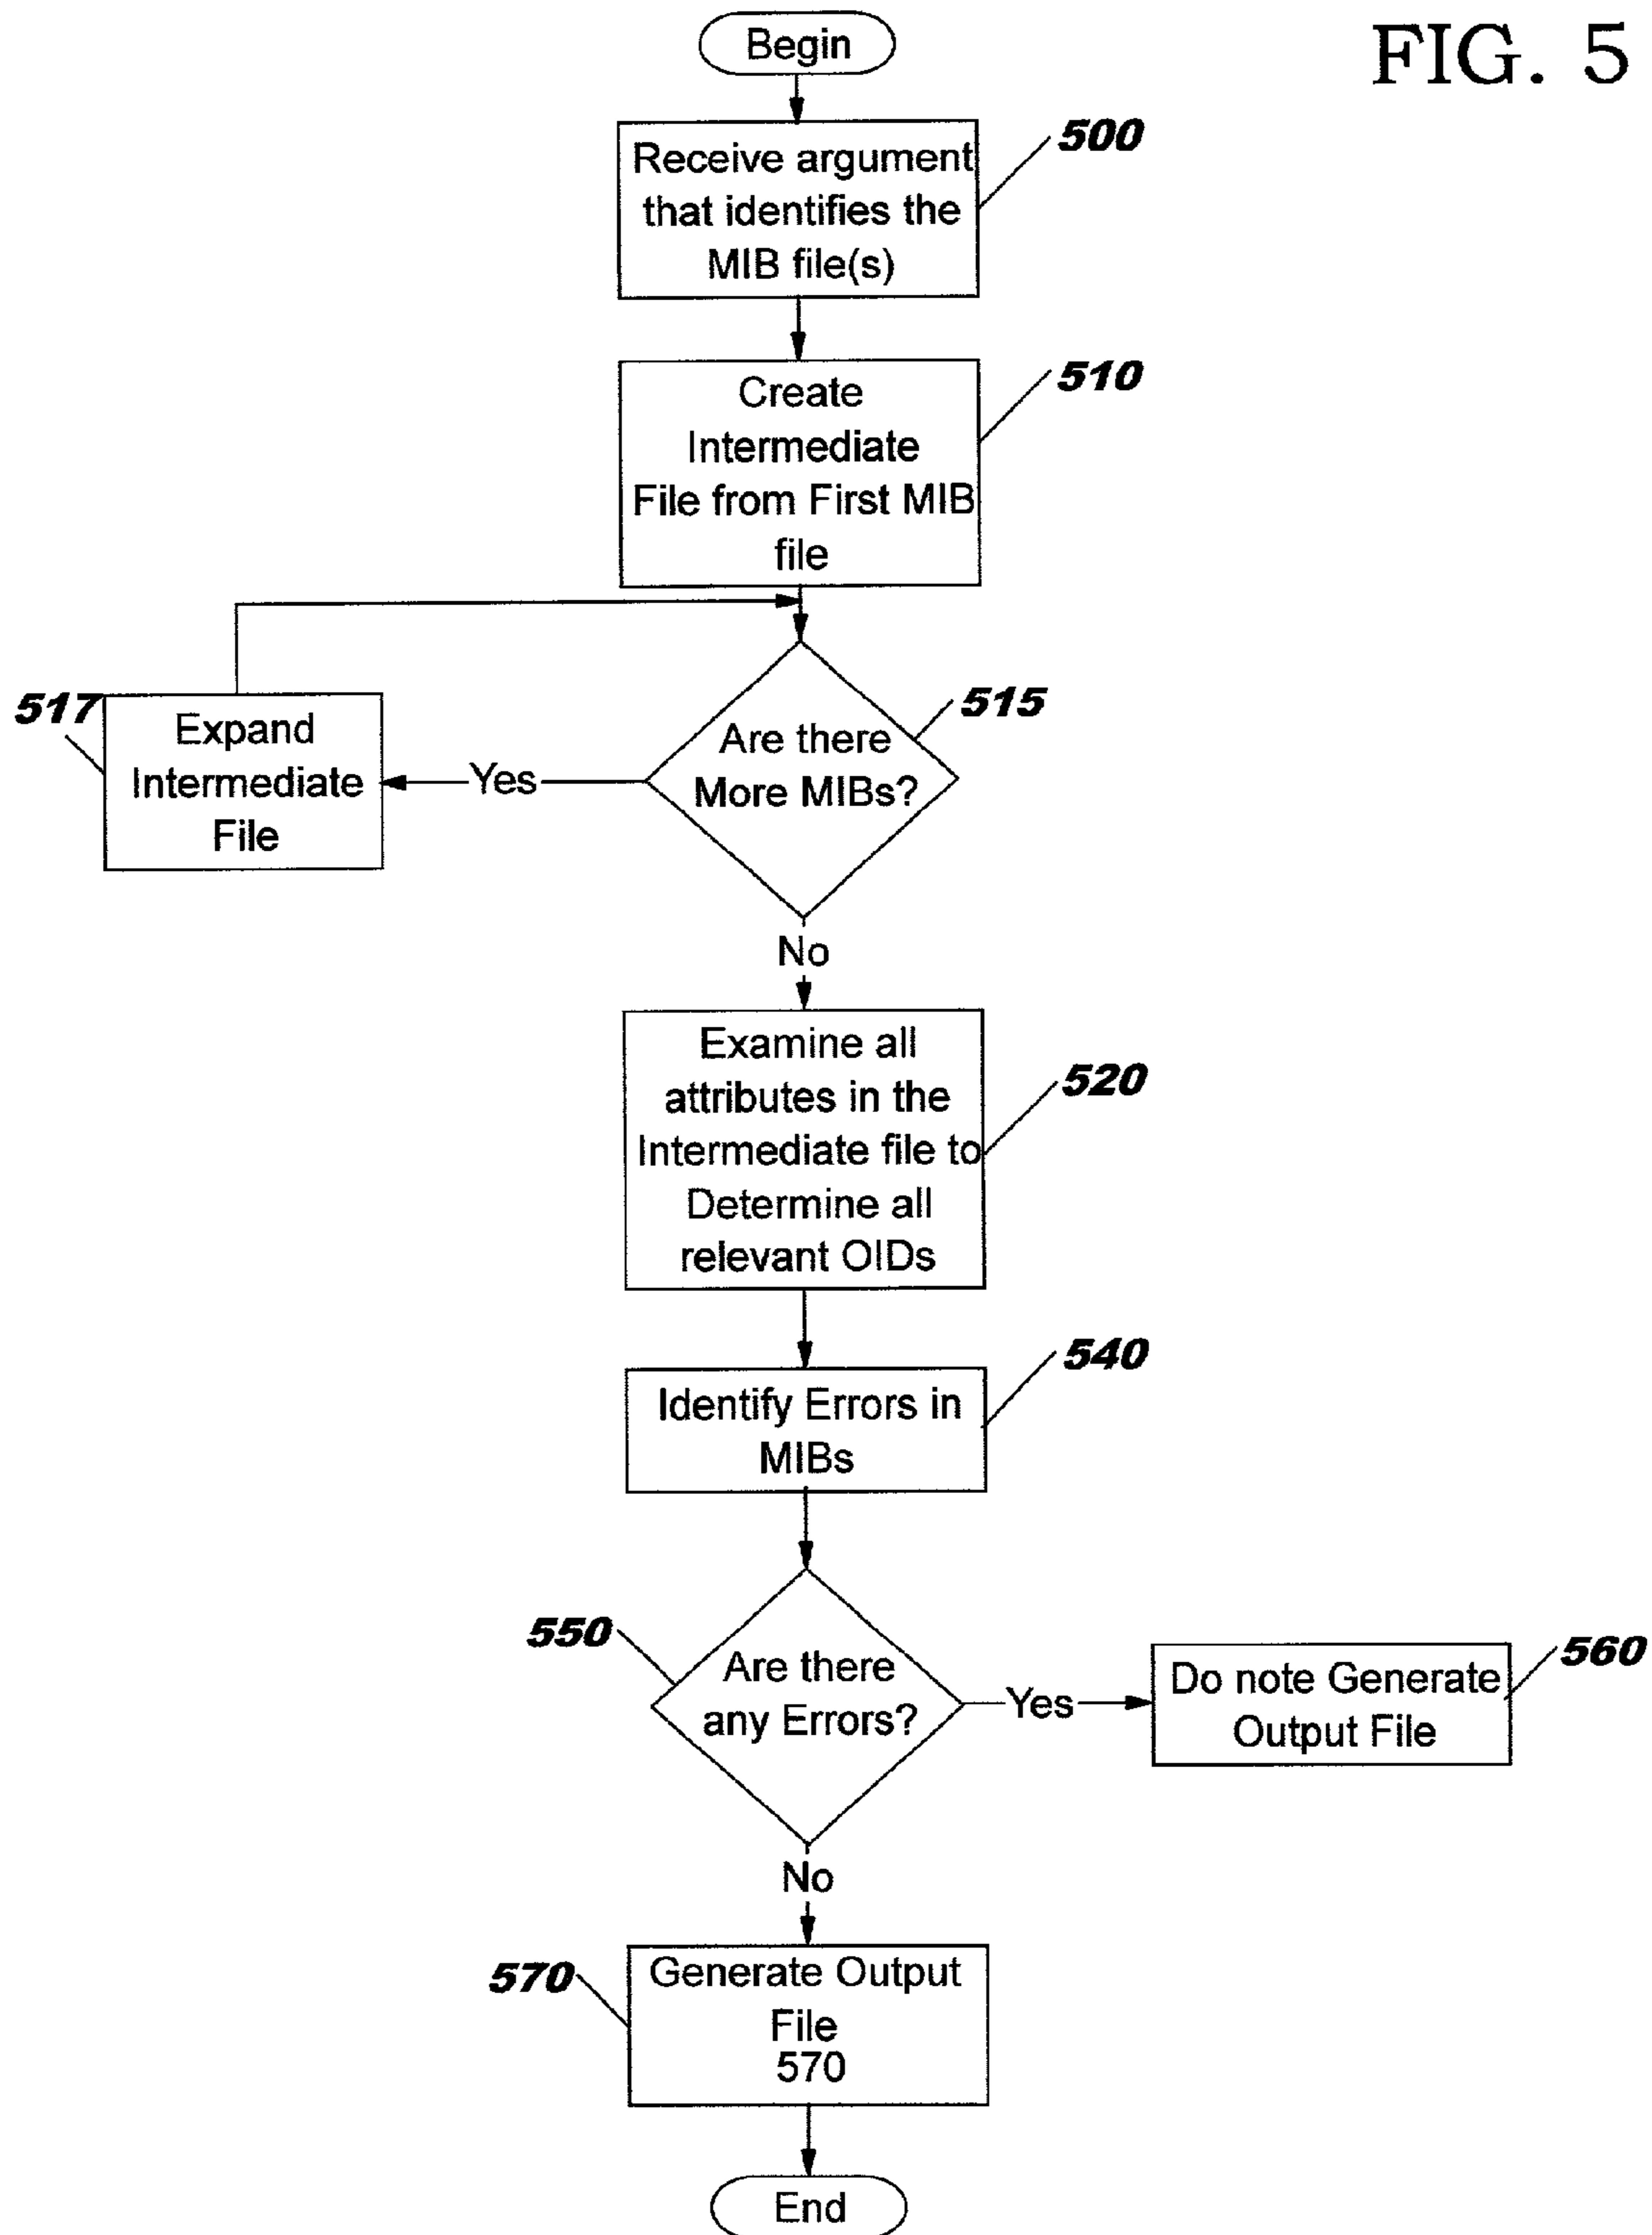 FIG. 5
Begin
500
Receive argument
that identifies the
MIB file(s)
510
Create
Intermediate
File from First MIB
file
517
Expand
Intermediate
File
Yes
515
Are there
More MIBs?
No
520
Examine all
attributes in the
Intermediate file to
Determine all
relevant OIDs
540
Identify Errors in
MIBs
550
Are there
any Errors?
Yes
560
Do note Generate
Output File
No
570
Generate Output
File
570
End